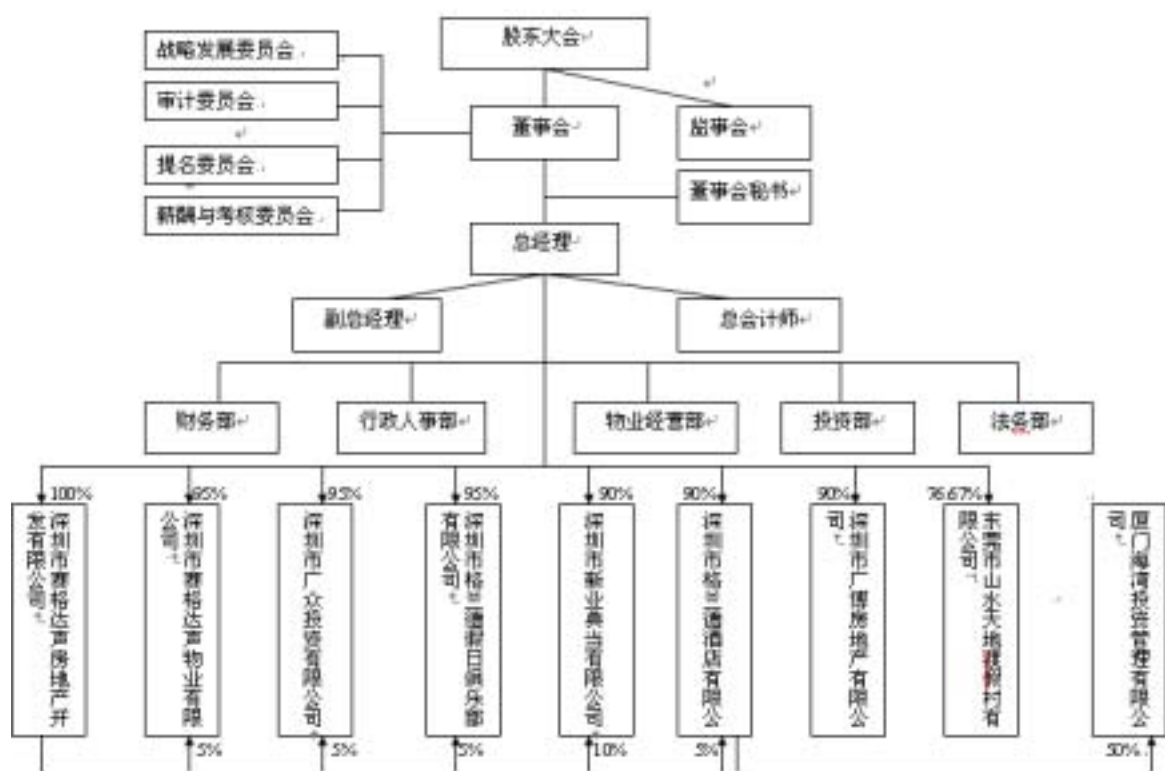 股东大会
战略发展委员会
审计委员会
董事会
监事会
提名委员会
董事会秘书
薪酬与考核委员会
总经理
副总经理
总会计师
财务部
行政人事部
物业经营部
投资部
法务部
100%
95%
95%
95%
90%
90%
90%
76.67%
深圳市赛格达声房地产开
发有限公司
深圳市赛格达声物业有限
公司
深圳市广众投资有限公司
深圳市格兰道假日俱乐部
有限公司
深圳市新业典当有限公司
深圳市格兰道酒店有限公
司
深圳市广博房地产有限公
司
东莞市山水天地度假村有
限公司
厦门海湾投资管理有限公
司
5%
5%
5%
10%
5%
50%